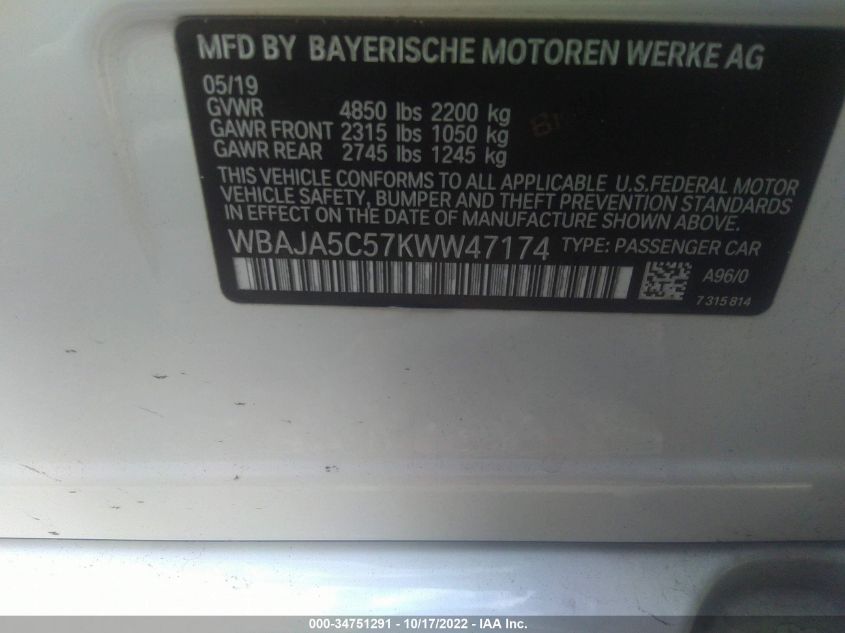 MFD BY BAYERISCHE MOTOREN WERKE AG
05/19
GVWR 4850 lbs 2200 kg
GAWR FRONT 2315 lbs 1050 kg
GAWR REAR 2745 lbs 1245 kg
THIS VEHICLE CONFORMS TO ALL APPLICABLE U.S.FEDERAL MOTOR
VEHICLE SAFETY, BUMPER AND THEFT PREVENTION STANDARDS
IN EFFECT ON THE DATE OF MANUFACTURE SHOWN ABOVE.
WBAJA5C57KWW47174 TYPE: PASSENGER CAR
A96/0
7 315 814
000-34751291 - 10/17/2022 - IAA Inc.